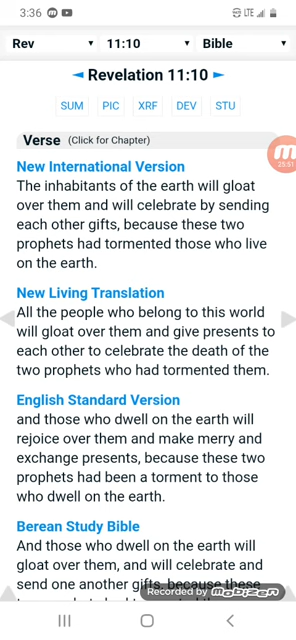 3:36 LTE
Rev 11:10 Bible
Revelation 11:10
SUM PIC XRF DEV STU
Verse (Click for Chapter)
25:51
New International Version
The inhabitants of the earth will gloat
over them and will celebrate by sending
each other gifts, because these two
prophets had tormented those who live
on the earth.
New Living Translation
All the people who belong to this world
will gloat over them and give presents to
each other to celebrate the death of the
two prophets who had tormented them.
English Standard Version
and those who dwell on the earth will
rejoice over them and make merry and
exchange presents, because these two
prophets had been a torment to those
who dwell on the earth.
Berean Study Bible
And those who dwell on the earth will
gloat over them, and will celebrate and
send one another gifts, because these
Recorded by Mobizen
mobizen